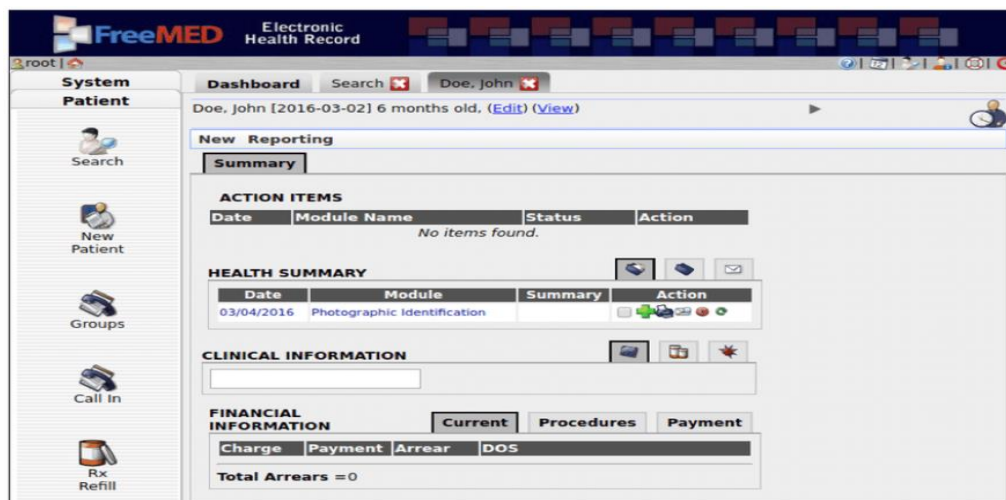 FreeMED Electronic Health Record
root |
System
Patient
Search
New Patient
Groups
Call In
Rx Refill
Dashboard Search Doe, John
Doe, John [2016-03-02] 6 months old, (Edit) (View)
New Reporting
Summary
ACTION ITEMS
Date Module Name Status Action
No items found.
HEALTH SUMMARY
Date Module Summary Action
03/04/2016 Photographic Identification
CLINICAL INFORMATION
FINANCIAL INFORMATION Current Procedures Payment
Charge Payment Arrear DOS
Total Arrears =0